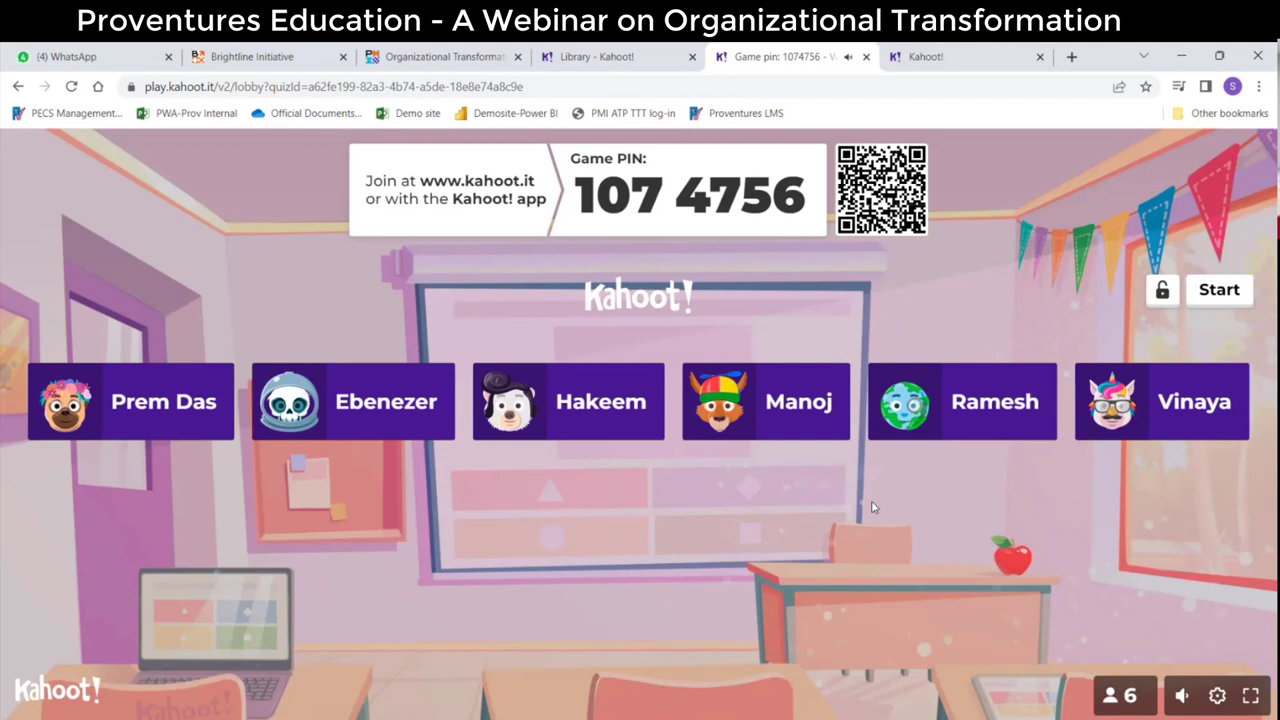 Proventures Education - A Webinar on Organizational Transformation
(4) WhatsApp
Brightline Initiative
Organizational Transformat
Library - Kahoot!
Game pin: 1074756 - W
Kahoot!
play.kahoot.it/v2/lobby?quizId=a62fe199-82a3-4b74-a5de-18e8e74a8c9e
S
PECS Management...
PWA-Prov Internal
Official Documents...
Demo site
Demosite-Power BI
PMI ATP TTT log-in
Proventures LMS
Other bookmarks
Join at www.kahoot.it
or with the Kahoot! app
Game PIN:
107 4756
Kahoot!
Start
Prem Das
Ebenezer
Hakeem
Manoj
Ramesh
Vinaya
Kahoot!
Kahoot!
6